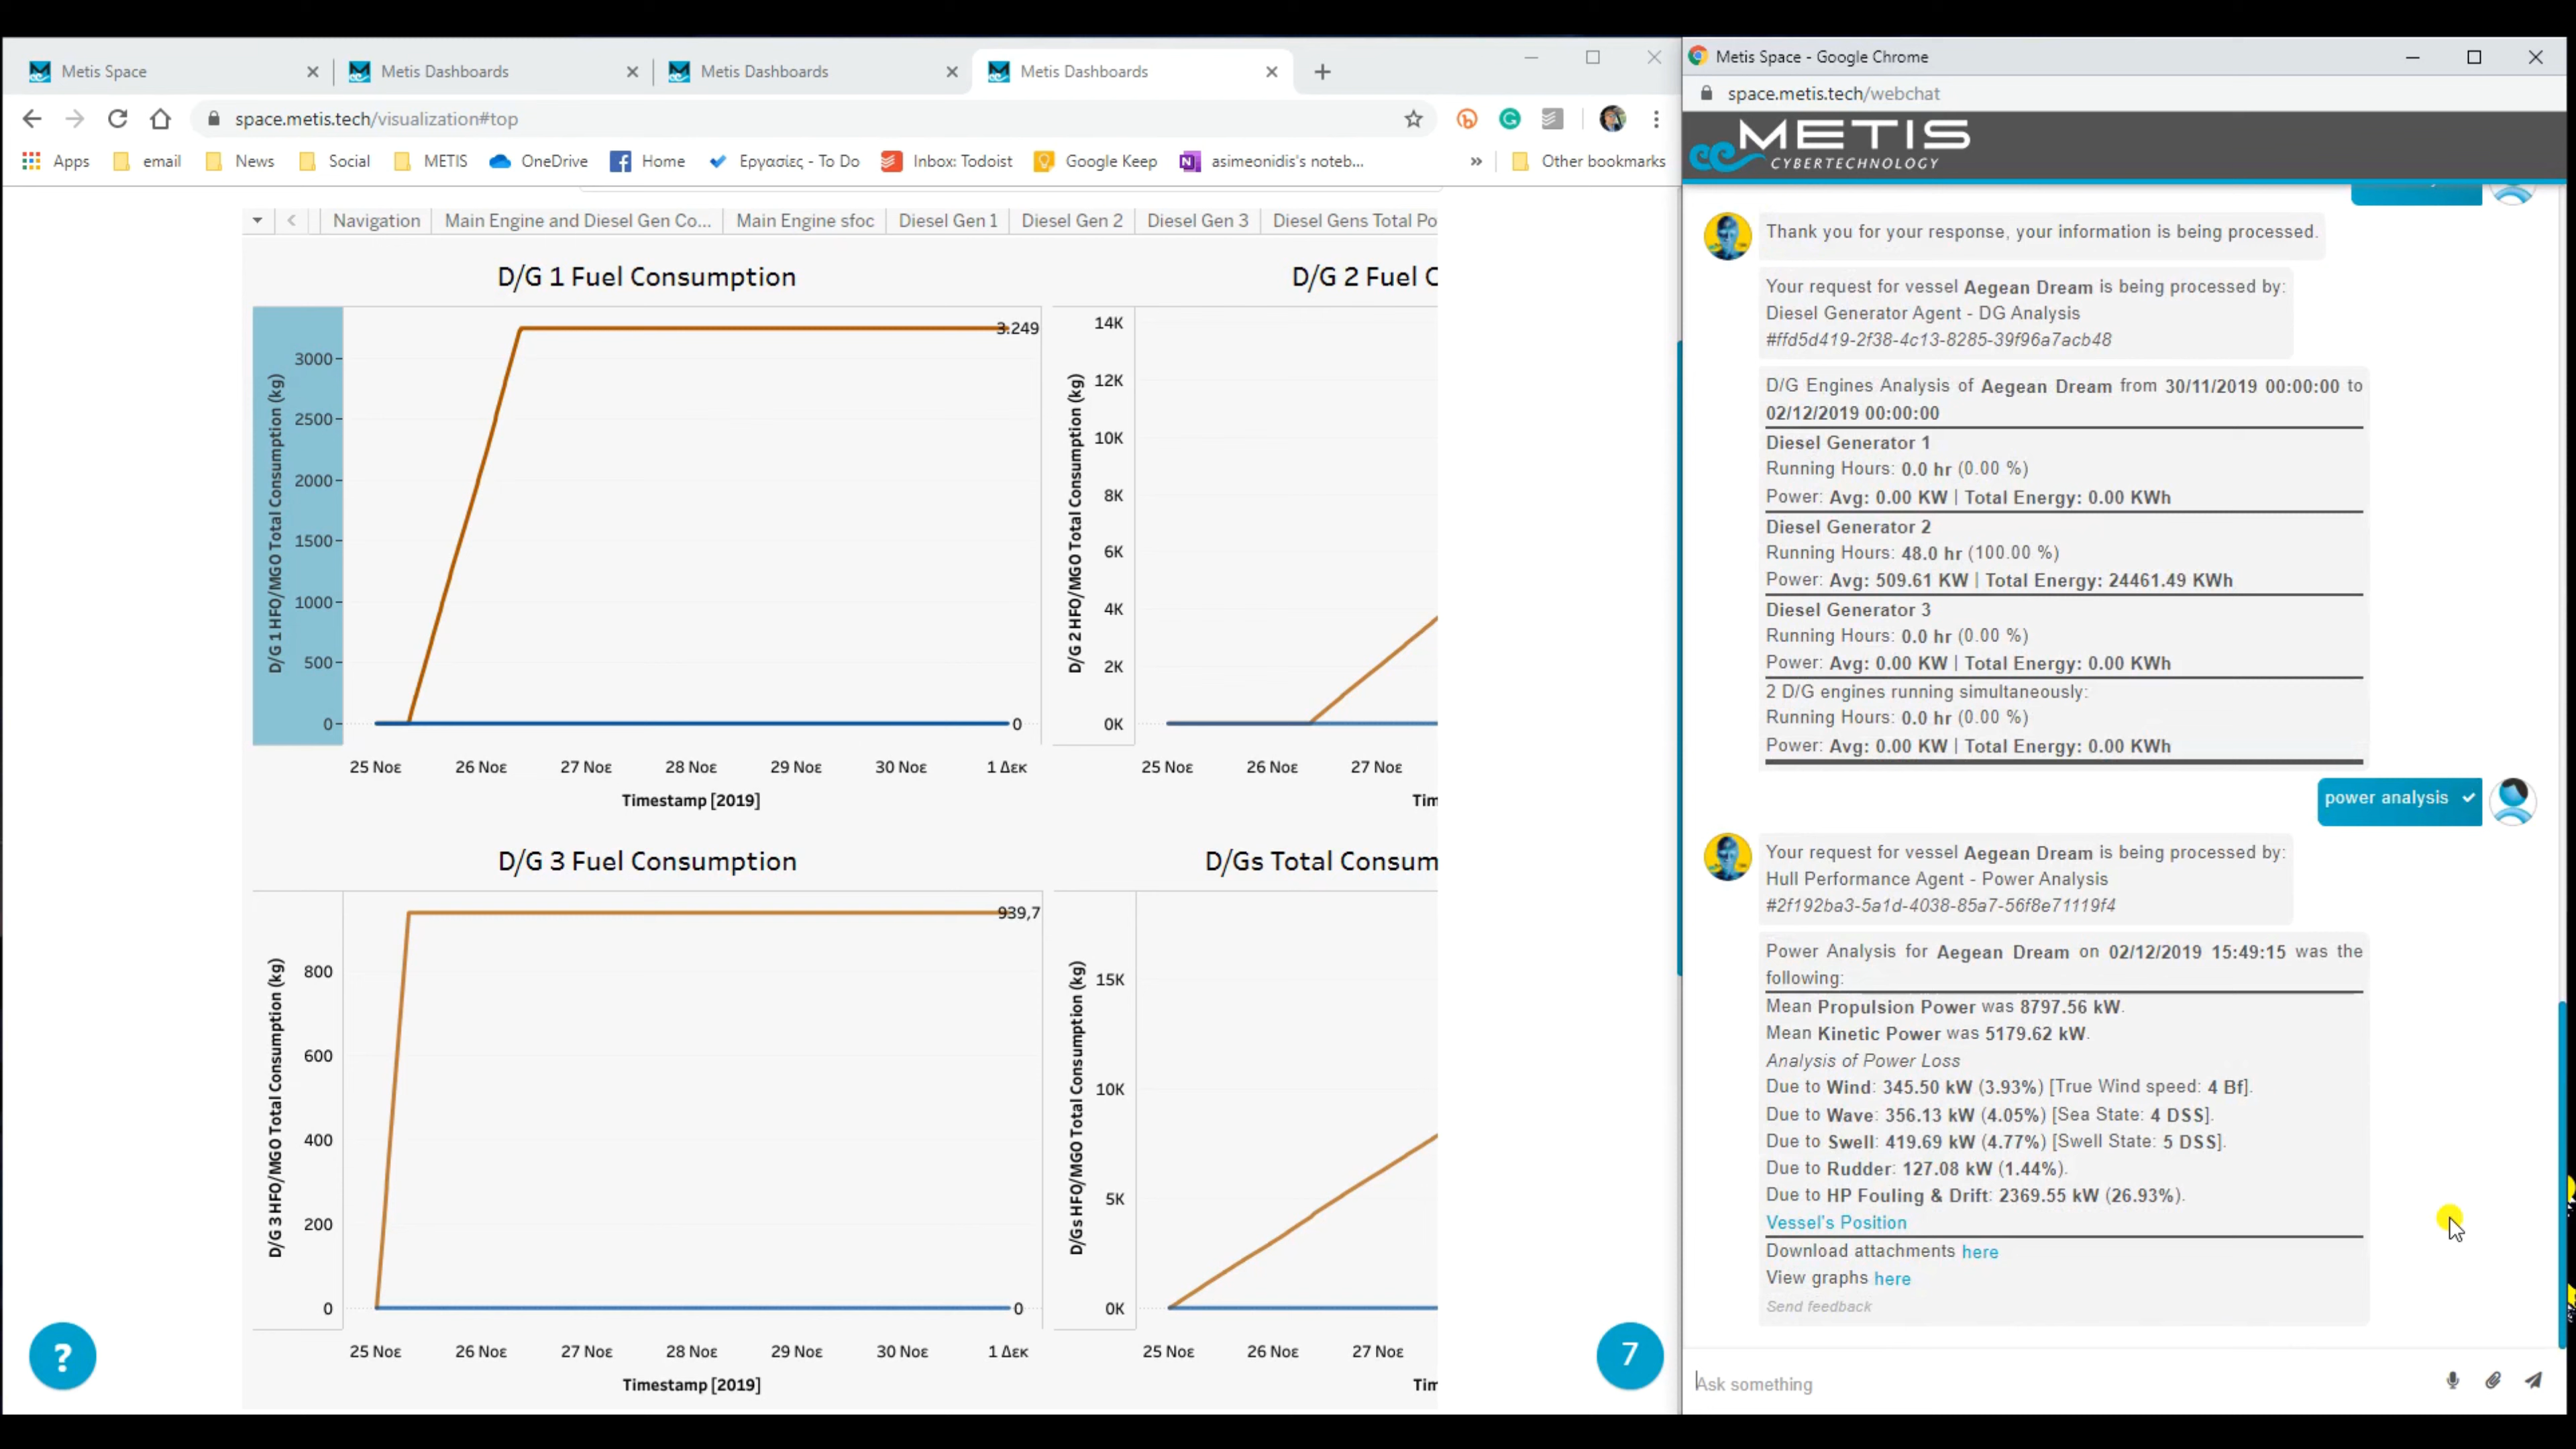 Metis Space
Metis Dashboards
Metis Dashboards
Metis Dashboards
space.metis.tech/visualization#top
Apps
email
News
Social
METIS
OneDrive
Home
Εργασίες - To Do
Inbox: Todoist
Google Keep
asimeonidis's noteb...
»
Other bookmarks
Navigation
Main Engine and Diesel Gen Co...
Main Engine sfoc
Diesel Gen 1
Diesel Gen 2
Diesel Gen 3
Diesel Gens Total Po
D/G 1 Fuel Consumption
D/G 1 HFO/MGO Total Consumption (kg)
3000
2500
2000
1500
1000
500
0
3.249
0
25 Νοε
26 Νοε
27 Νοε
28 Νοε
29 Νοε
30 Νοε
1 Δεκ
Timestamp [2019]
D/G 2 Fuel C
D/G 2 HFO/MGO Total Consumption (kg)
14K
12K
10K
8K
6K
4K
2K
0K
25 Νοε
26 Νοε
27 Νοε
Tim
D/G 3 Fuel Consumption
D/G 3 HFO/MGO Total Consumption (kg)
800
600
400
200
0
939,7
0
25 Νοε
26 Νοε
27 Νοε
28 Νοε
29 Νοε
30 Νοε
1 Δεκ
Timestamp [2019]
D/Gs Total Consum
D/Gs HFO/MGO Total Consumption (kg)
15K
10K
5K
0K
25 Νοε
26 Νοε
27 Νοε
Tim
?
7
Metis Space - Google Chrome
space.metis.tech/webchat
METIS
CYBERTECHNOLOGY
Thank you for your response, your information is being processed.
Your request for vessel Aegean Dream is being processed by:
Diesel Generator Agent - DG Analysis
#ffd5d419-2f38-4c13-8285-39f96a7acb48
D/G Engines Analysis of Aegean Dream from 30/11/2019 00:00:00 to
02/12/2019 00:00:00
Diesel Generator 1
Running Hours: 0.0 hr (0.00 %)
Power: Avg: 0.00 KW | Total Energy: 0.00 KWh
Diesel Generator 2
Running Hours: 48.0 hr (100.00 %)
Power: Avg: 509.61 KW | Total Energy: 24461.49 KWh
Diesel Generator 3
Running Hours: 0.0 hr (0.00 %)
Power: Avg: 0.00 KW | Total Energy: 0.00 KWh
2 D/G engines running simultaneously:
Running Hours: 0.0 hr (0.00 %)
Power: Avg: 0.00 KW | Total Energy: 0.00 KWh
power analysis
Your request for vessel Aegean Dream is being processed by:
Hull Performance Agent - Power Analysis
#2f192ba3-5a1d-4038-85a7-56f8e71119f4
Power Analysis for Aegean Dream on 02/12/2019 15:49:15 was the
following:
Mean Propulsion Power was 8797.56 kW.
Mean Kinetic Power was 5179.62 kW.
Analysis of Power Loss
Due to Wind: 345.50 kW (3.93%) [True Wind speed: 4 Bf].
Due to Wave: 356.13 kW (4.05%) [Sea State: 4 DSS].
Due to Swell: 419.69 kW (4.77%) [Swell State: 5 DSS].
Due to Rudder: 127.08 kW (1.44%).
Due to HP Fouling & Drift: 2369.55 kW (26.93%).
Vessel's Position
Download attachments here
View graphs here
Send feedback
Ask something